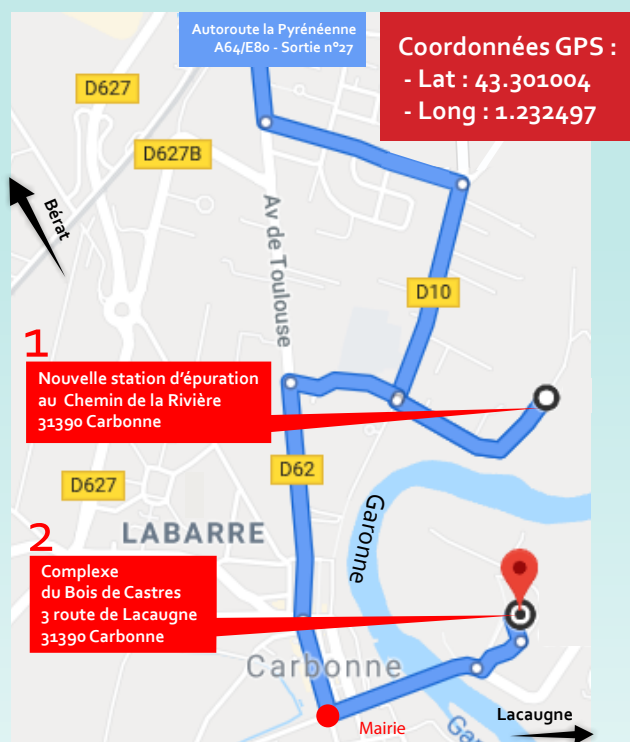 Autoroute la Pyrénéenne
A64/E80 - Sortie n°27
Coordonnées GPS :
- Lat : 43.301004
- Long : 1.232497
D627
D627B
Bérat
Av de Toulouse
D10
1
Nouvelle station d'épuration
au Chemin de la Rivière
31390 Carbonne
D62
D627
Garonne
LABARRE
2
Complexe
du Bois de Castres
3 route de Lacaugne
31390 Carbonne
Carbonne
Mairie
Lacaugne